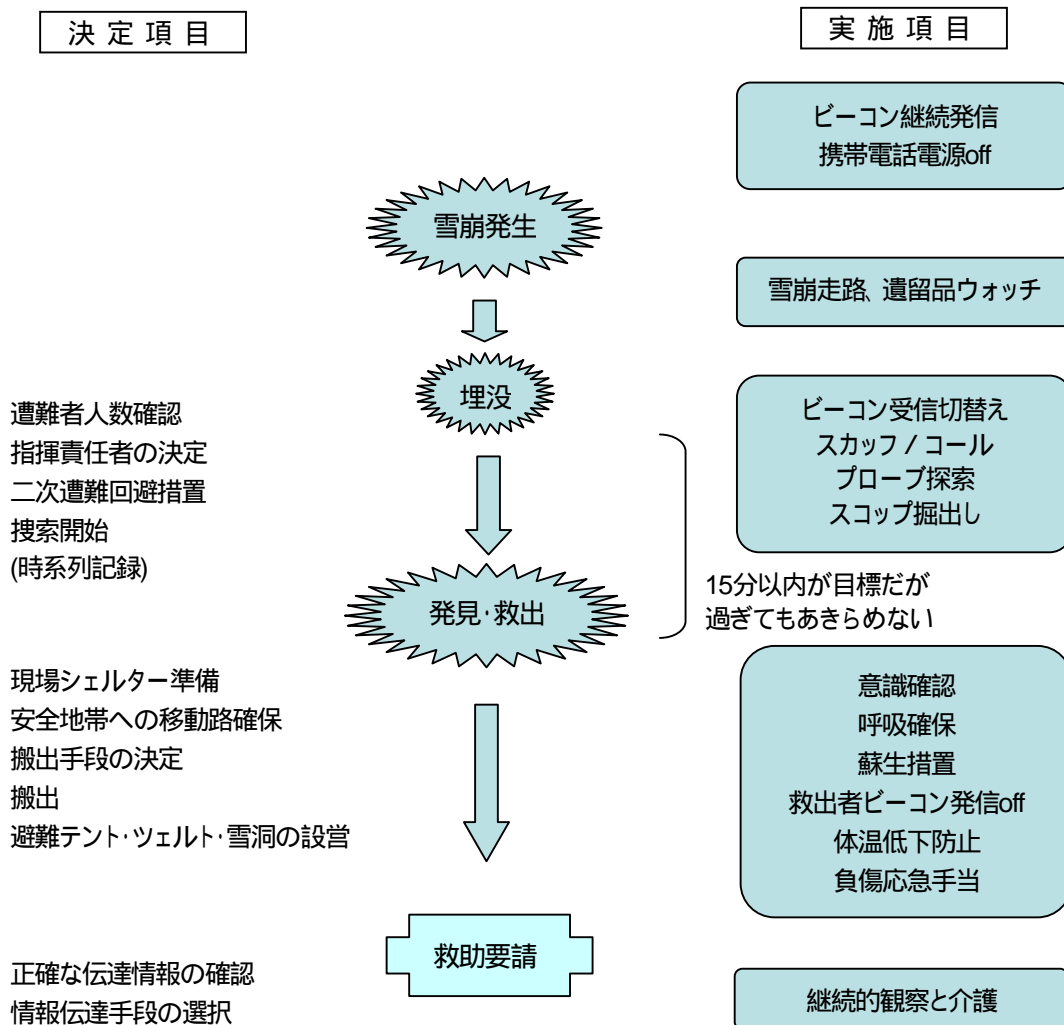 決定項目
実施項目
ビーコン継続発信
携帯電話電源off
雪崩発生
雪崩走路、遺留品ウォッチ
埋没
遭難者人数確認
指揮責任者の決定
二次遭難回避措置
捜索開始
(時系列記録)
ビーコン受信切替え
スカッフ / コール
プローブ探索
スコップ掘出し
発見・救出
15分以内が目標だが
過ぎてもあきらめない
現場シェルター準備
安全地帯への移動路確保
搬出手段の決定
搬出
避難テント・ツェルト・雪洞の設営
意識確認
呼吸確保
蘇生措置
救出者ビーコン発信off
体温低下防止
負傷応急手当
救助要請
正確な伝達情報の確認
情報伝達手段の選択
継続的観察と介護